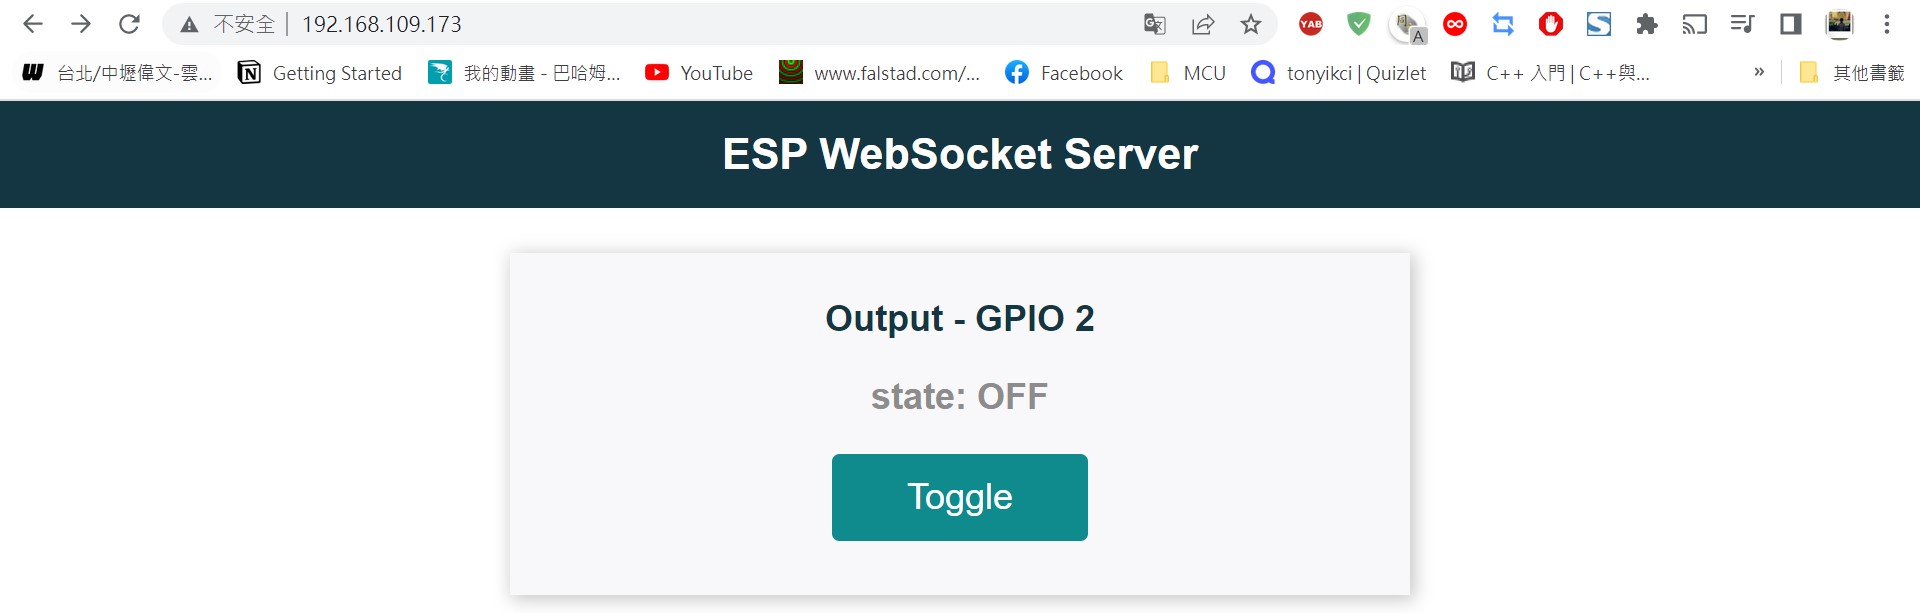 不安全 192.168.109.173
YAB A
台北/中壢偉文-雲... Getting Started 我的動畫 - 巴哈姆... YouTube www.falstad.com/... Facebook MCU tonyikci | Quizlet C++ 入門 | C++與... » 其他書籤
ESP WebSocket Server
Output - GPIO 2
state: OFF
Toggle